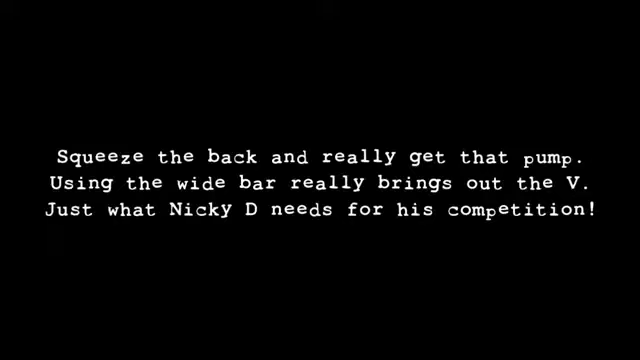 Squeeze the back and really get that pump.
Using the wide bar really brings out the V.
Just what Nicky D needs for his competition!